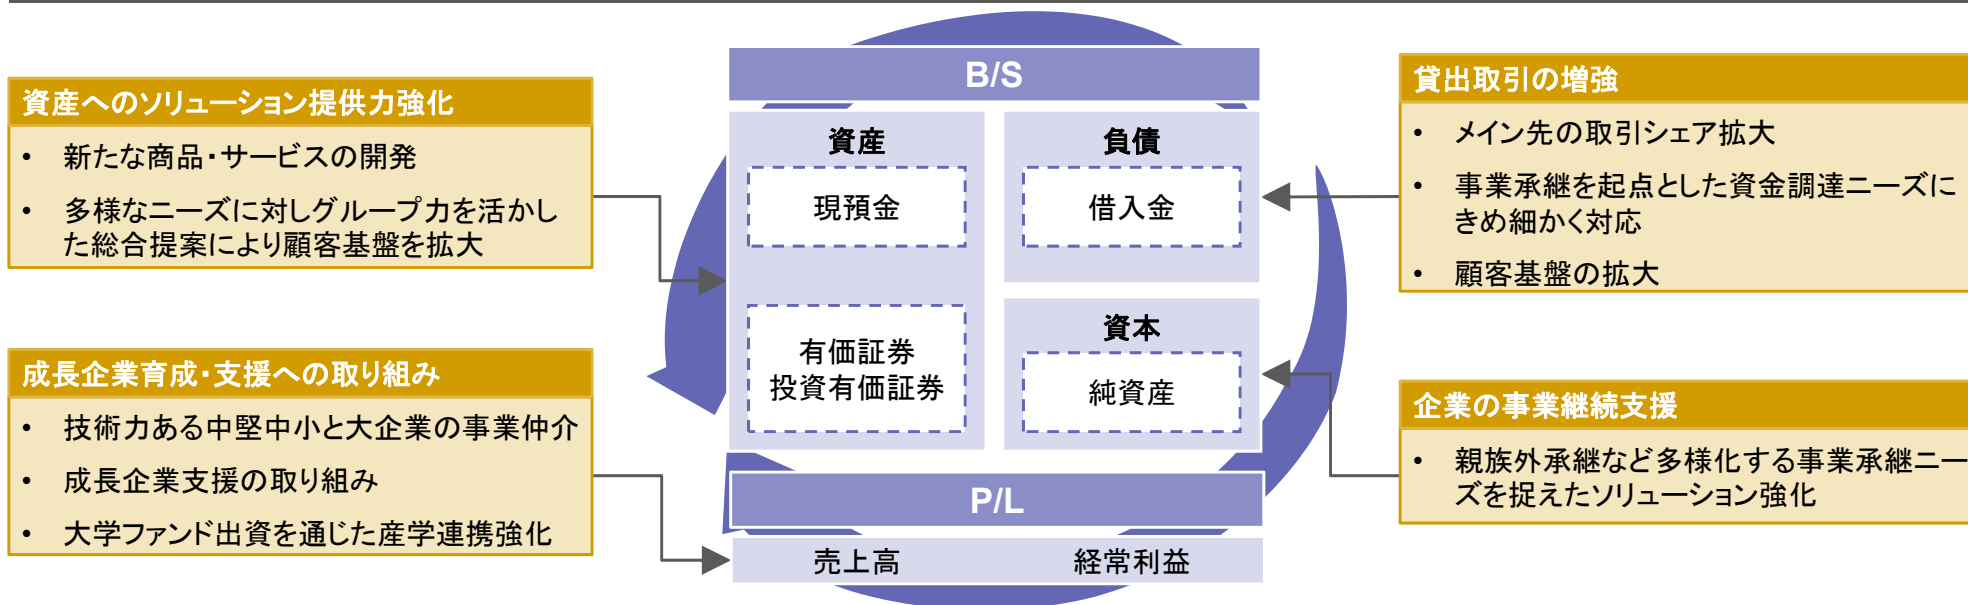 資産へのソリューション提供力強化
• 新たな商品・サービスの開発
• 多様なニーズに対しグループ力を活かし
た総合提案により顧客基盤を拡大
成長企業育成・支援への取り組み
• 技術力ある中堅中小と大企業の事業仲介
• 成長企業支援の取り組み
• 大学ファンド出資を通じた産学連携強化
B/S
資産
現預金
有価証券
投資有価証券
負債
借入金
資本
純資産
P/L
売上高 経常利益
貸出取引の増強
• メイン先の取引シェア拡大
• 事業承継を起点とした資金調達ニーズに
きめ細かく対応
• 顧客基盤の拡大
企業の事業継続支援
• 親族外承継など多様化する事業承継ニー
ズを捉えたソリューション強化